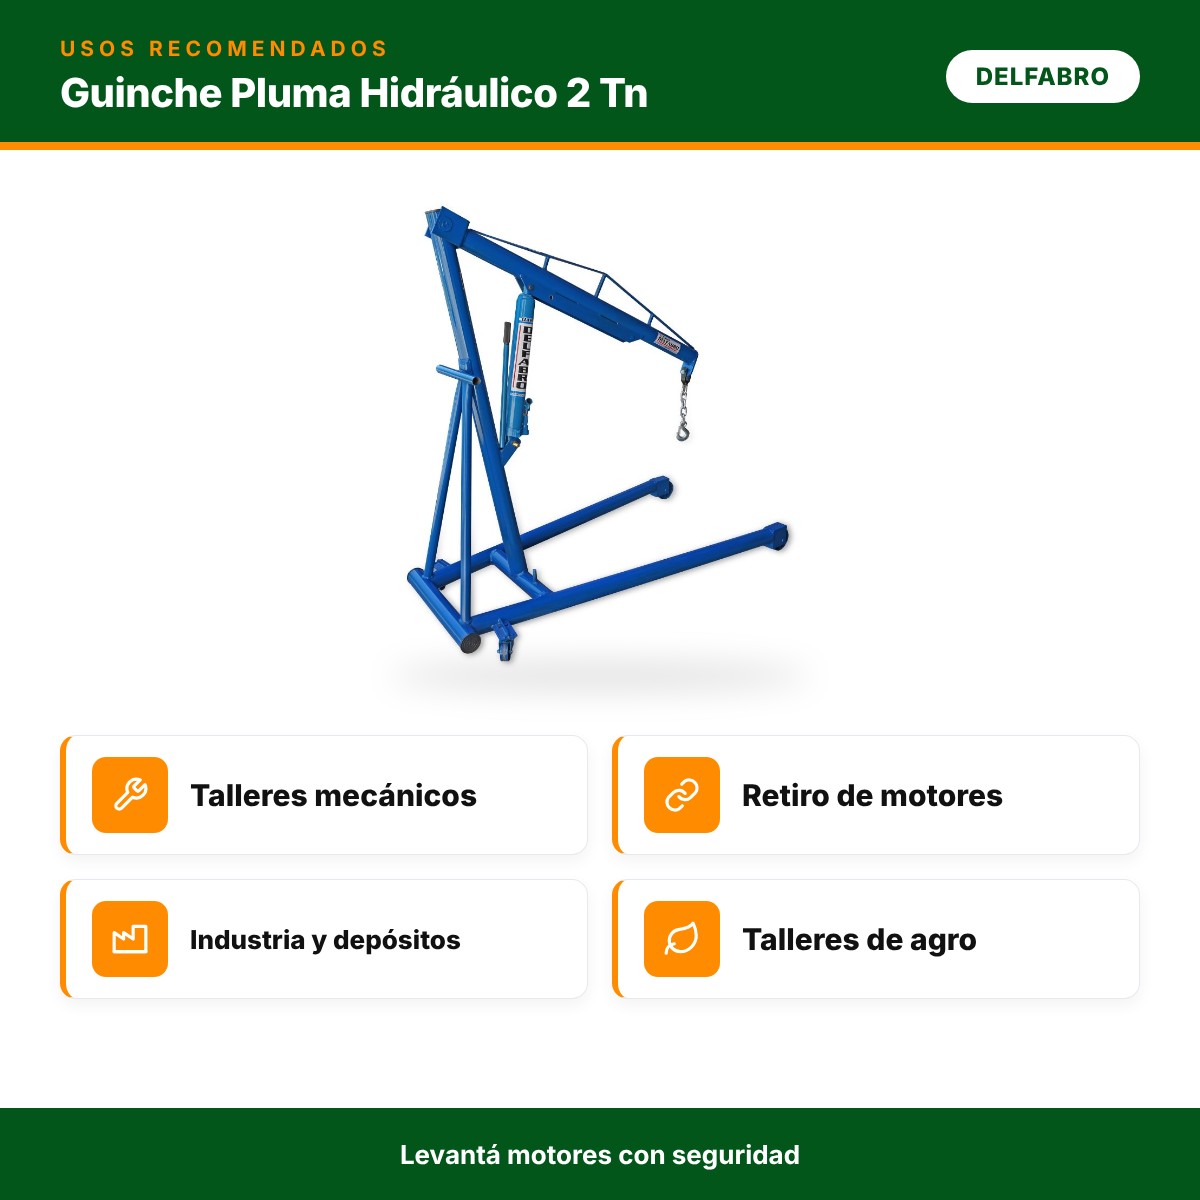 USOS RECOMENDADOS
Guinche Pluma Hidráulico 2 Tn
DELFABRO
DELFABRO
Talleres mecánicos
Retiro de motores
Industria y depósitos
Talleres de agro
Levantá motores con seguridad